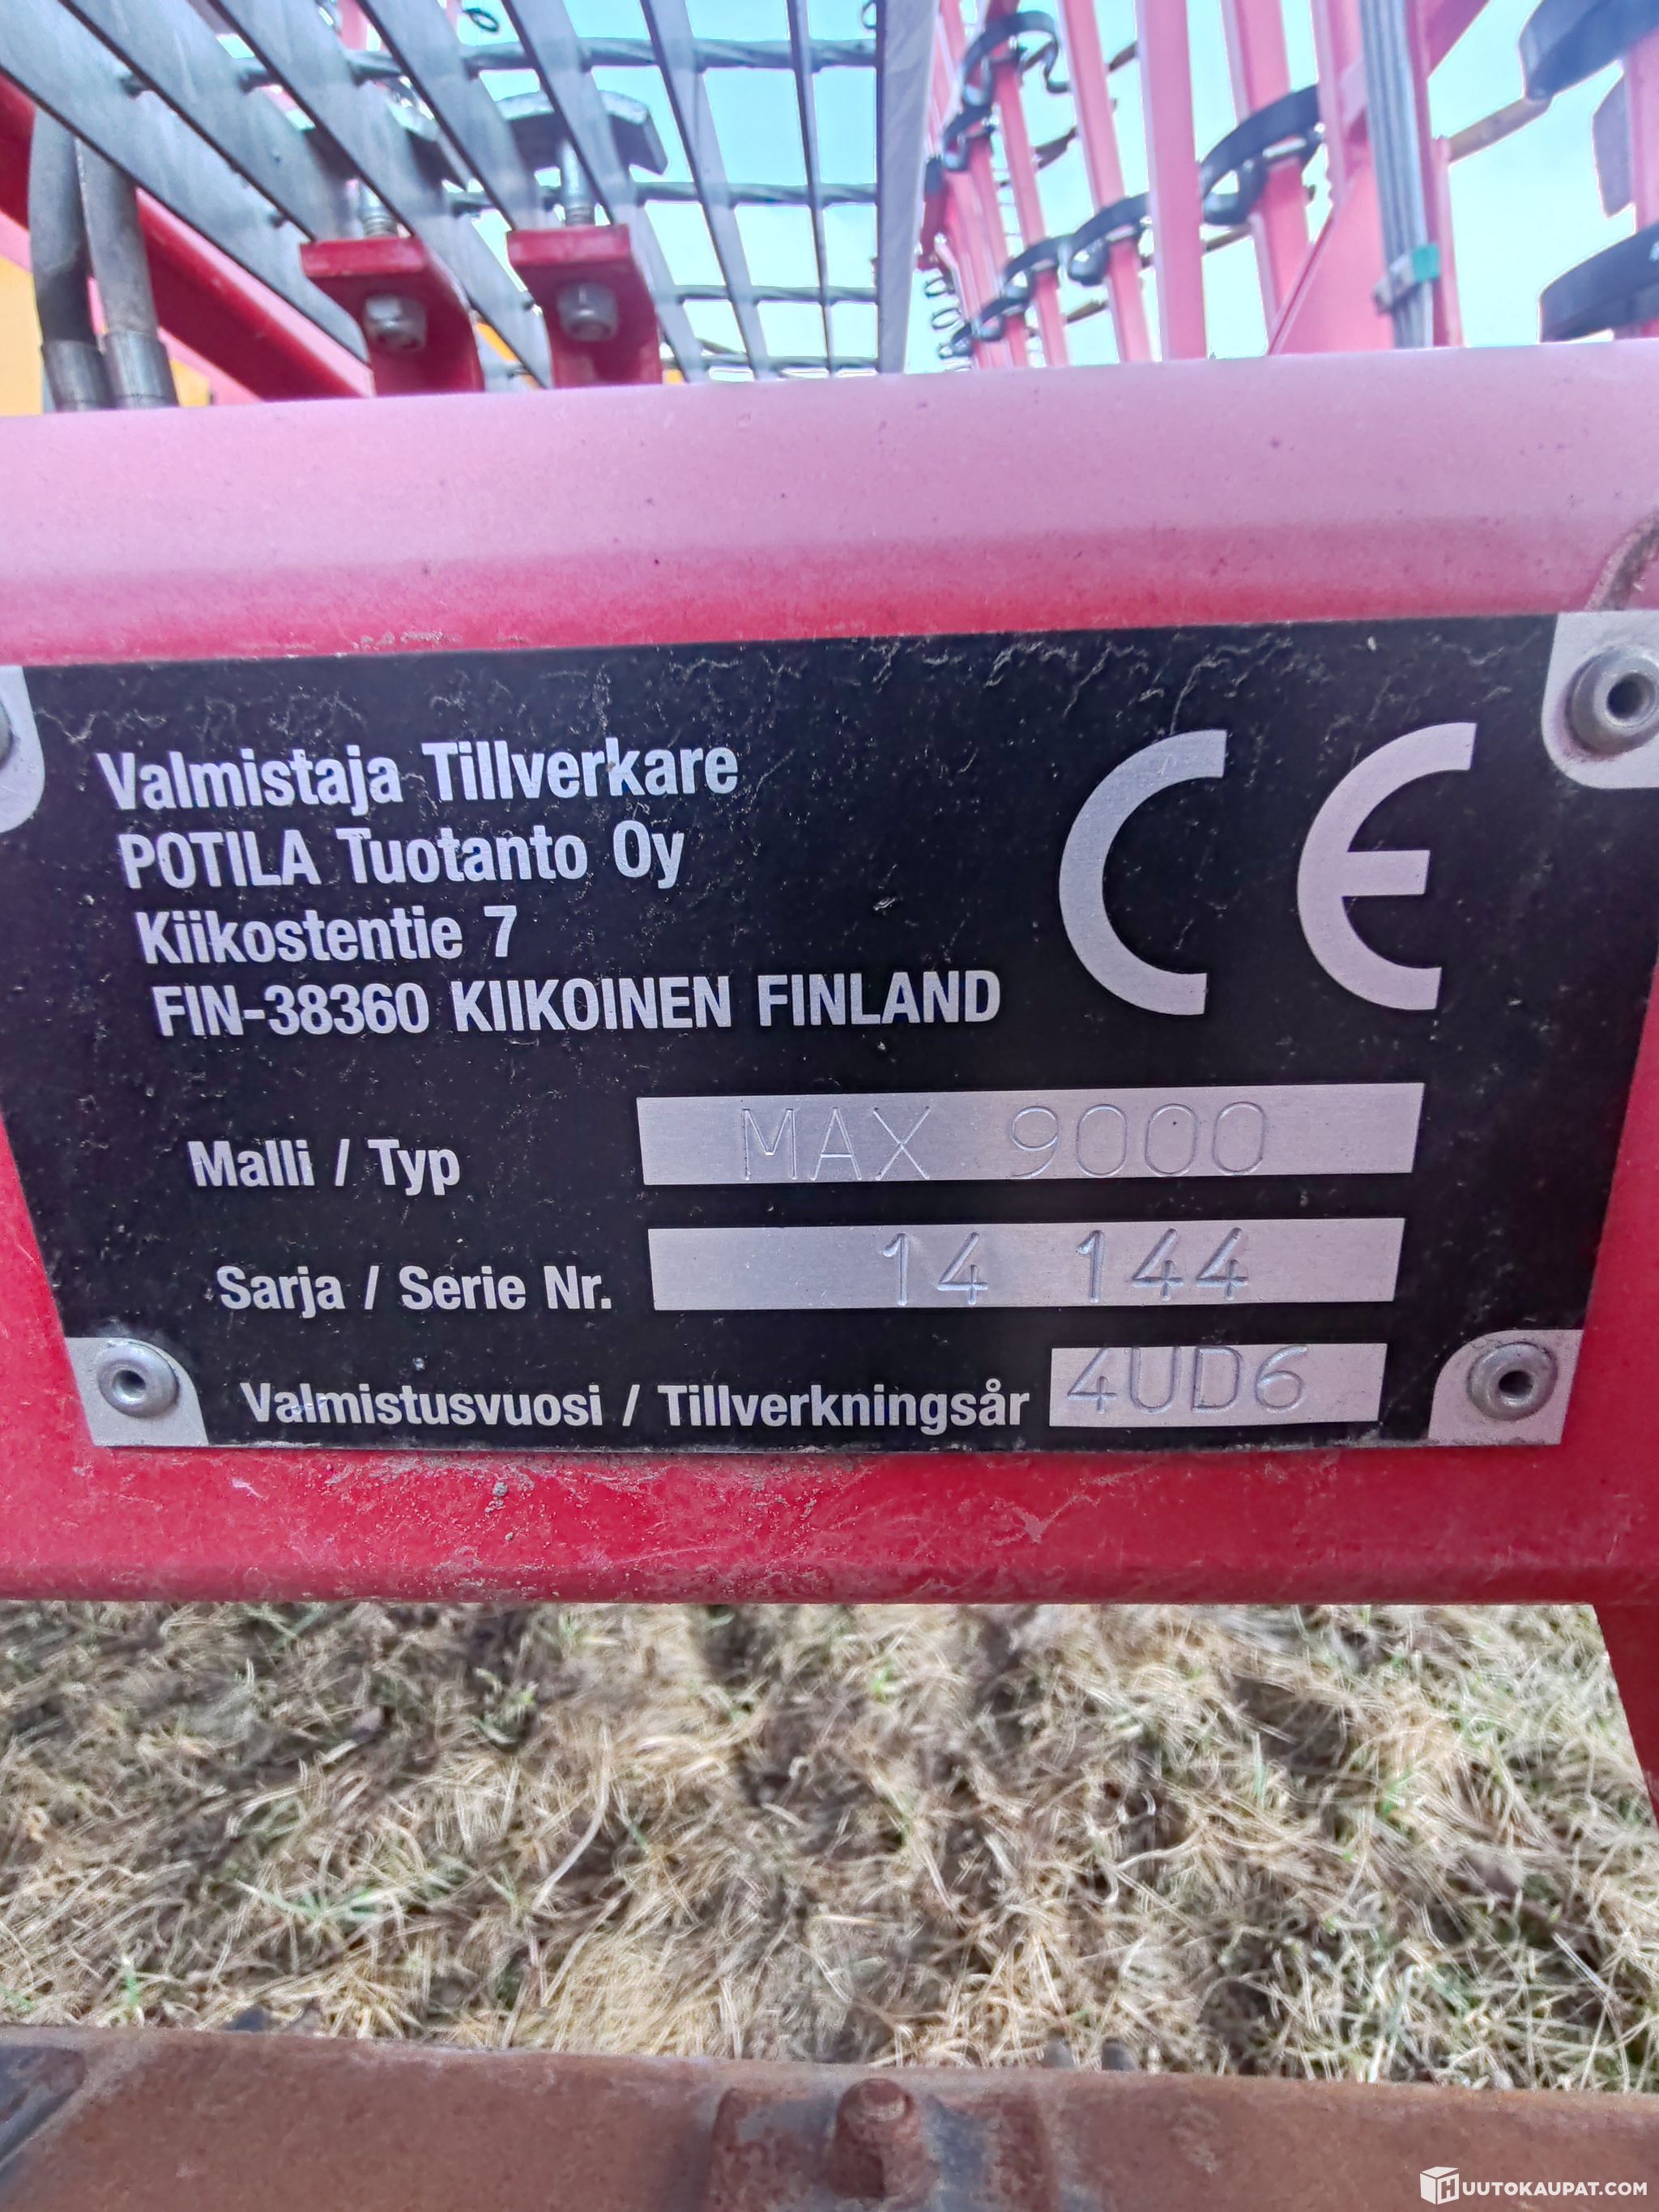 Valmistaja Tillverkare
POTILA Tuotanto Oy
Kiikostentie 7
FIN-38360 KIIKOINEN FINLAND
CE
Malli / Typ MAX 9000
Sarja / Serie Nr. 14 144
Valmistusvuosi / Tillverkningsår 4UD6
HUUTOKAUPAT.COM